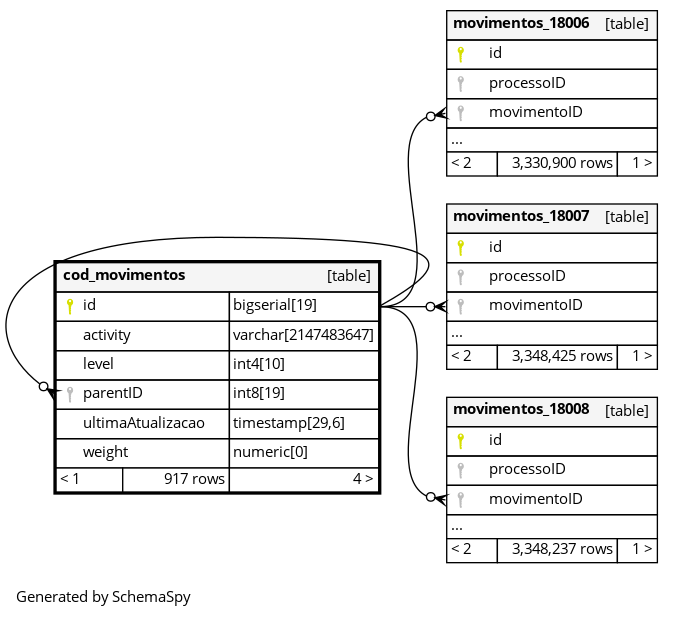 movimentos_18006 [table]
id
processoID
movimentoID
...
< 2 3,330,900 rows 1 >
movimentos_18007 [table]
id
processoID
movimentoID
...
< 2 3,348,425 rows 1 >
cod_movimentos [table]
id bigserial[19]
activity varchar[2147483647]
level int4[10]
parentID int8[19]
ultimaAtualizacao timestamp[29,6]
weight numeric[0]
< 1 917 rows 4 >
movimentos_18008 [table]
id
processoID
movimentoID
...
< 2 3,348,237 rows 1 >
Generated by SchemaSpy